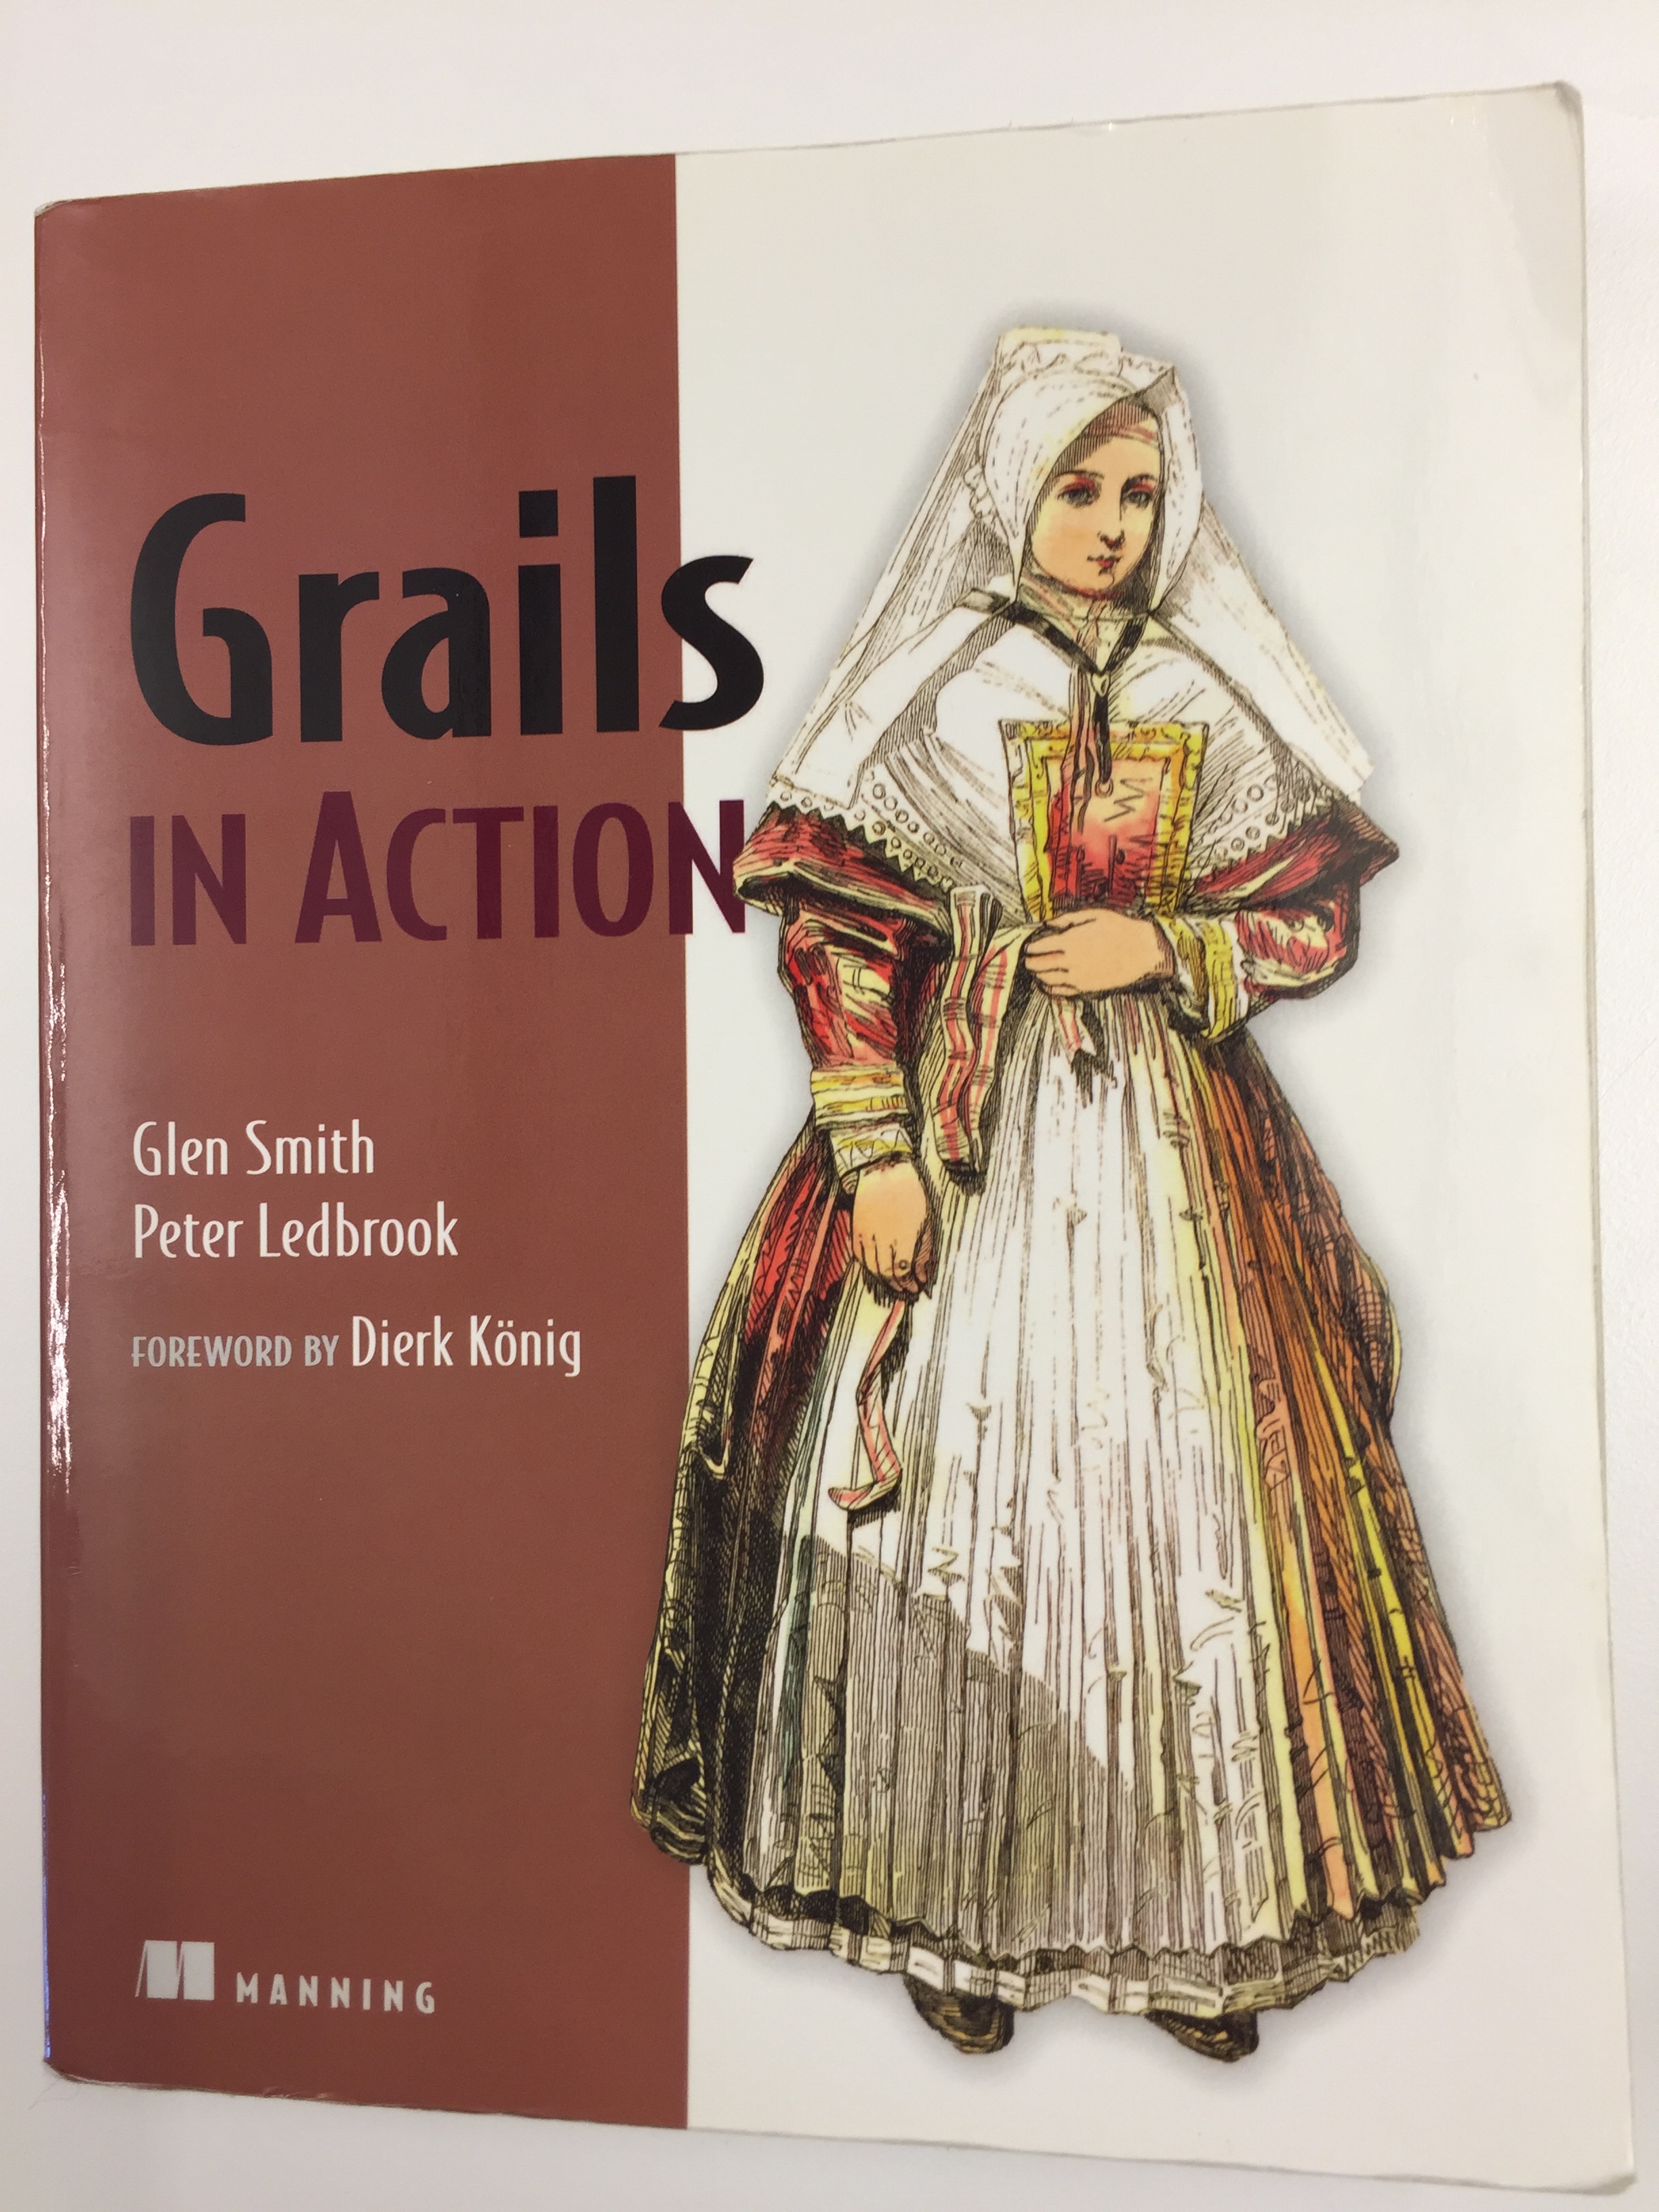 Grails
IN ACTION
Glen Smith
Peter Ledbrook
FOREWORD BY Dierk König
MANNING